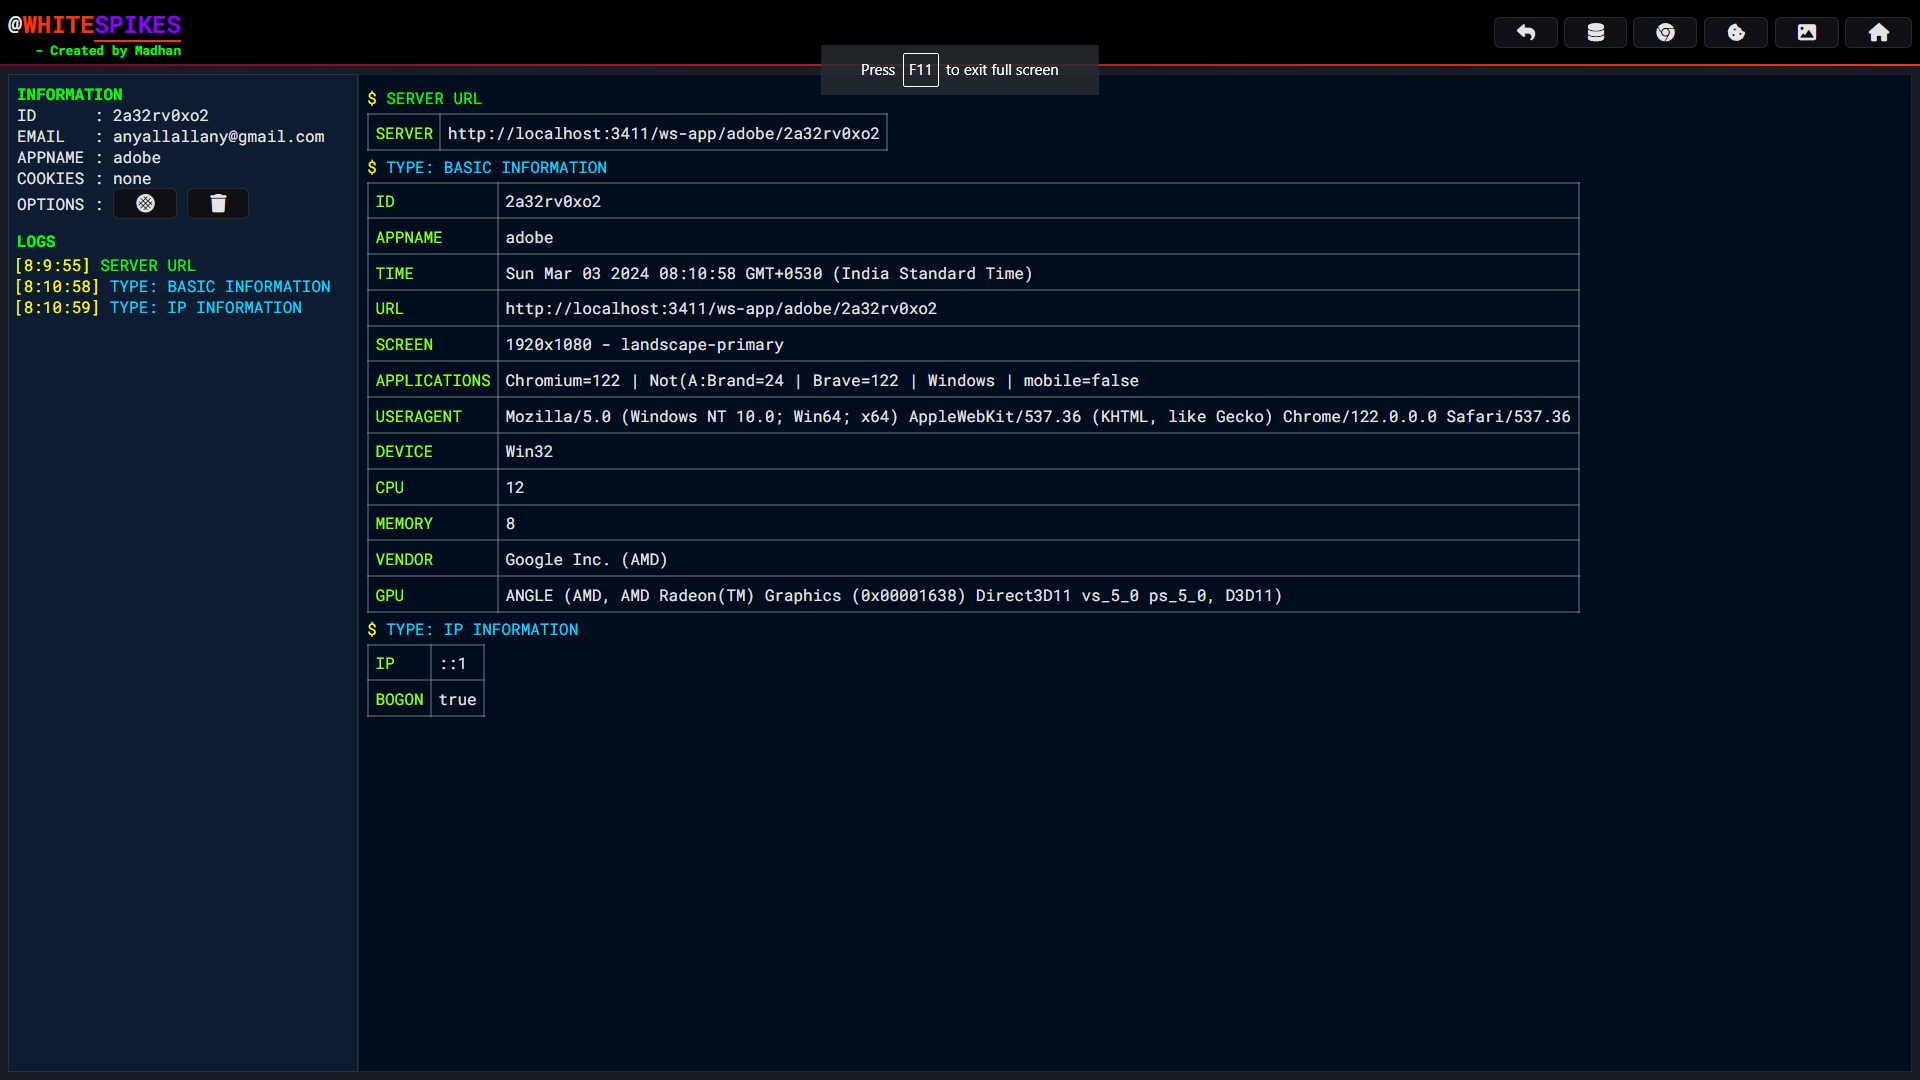 @WHITESPIKES
- Created by Madhan
Press F11 to exit full screen
INFORMATION
ID : 2a32rv0xo2
EMAIL : anyallallany@gmail.com
APPNAME : adobe
COOKIES : none
OPTIONS :
LOGS
[8:9:55] SERVER URL
[8:10:58] TYPE: BASIC INFORMATION
[8:10:59] TYPE: IP INFORMATION
$ SERVER URL
SERVER http://localhost:3411/ws-app/adobe/2a32rv0xo2
$ TYPE: BASIC INFORMATION
ID 2a32rv0xo2
APPNAME adobe
TIME Sun Mar 03 2024 08:10:58 GMT+0530 (India Standard Time)
URL http://localhost:3411/ws-app/adobe/2a32rv0xo2
SCREEN 1920x1080 - landscape-primary
APPLICATIONS Chromium=122 | Not(A:Brand=24 | Brave=122 | Windows | mobile=false
USERAGENT Mozilla/5.0 (Windows NT 10.0; Win64; x64) AppleWebKit/537.36 (KHTML, like Gecko) Chrome/122.0.0.0 Safari/537.36
DEVICE Win32
CPU 12
MEMORY 8
VENDOR Google Inc. (AMD)
GPU ANGLE (AMD, AMD Radeon(TM) Graphics (0x00001638) Direct3D11 vs_5_0 ps_5_0, D3D11)
$ TYPE: IP INFORMATION
IP ::1
BOGON true